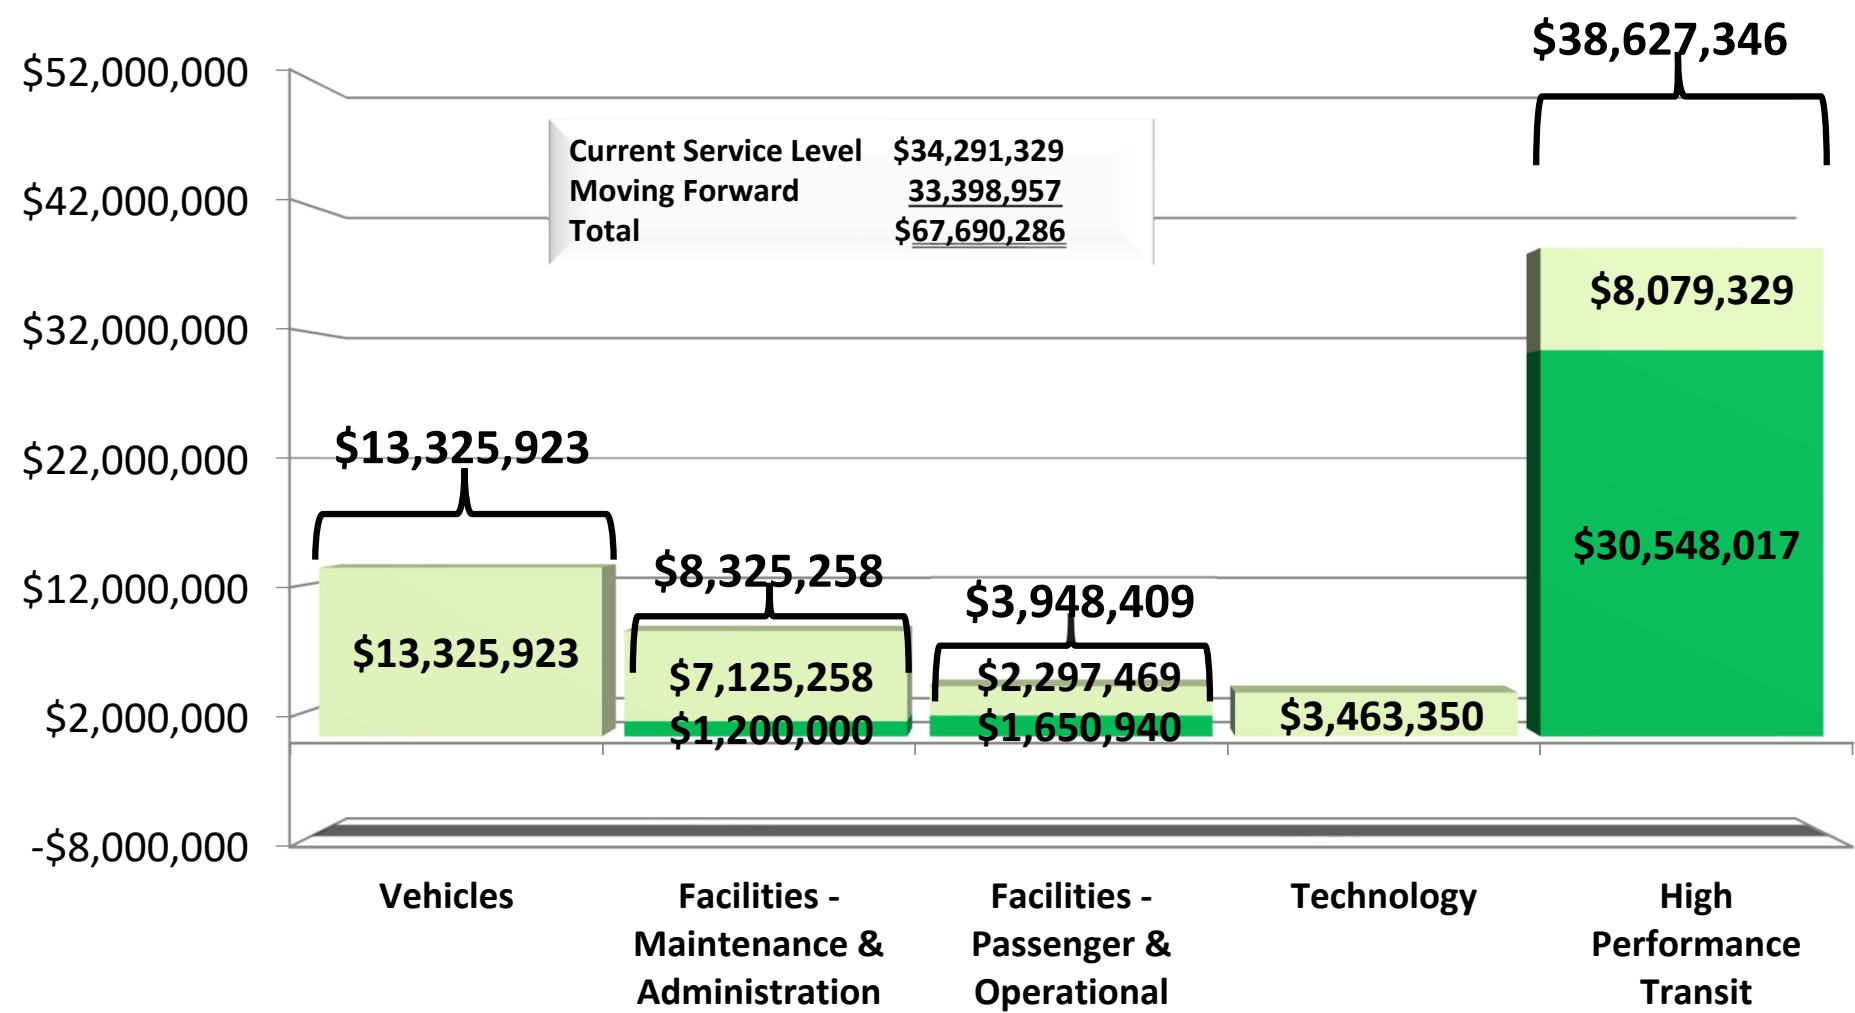 $38,627,346
$52,000,000
Current Service Level $34,291,329
Moving Forward 33,398,957
Total $67,690,286
$42,000,000
$8,079,329
$32,000,000
$13,325,923
$22,000,000
$30,548,017
$8,325,258
$12,000,000
$3,948,409
$13,325,923
$7,125,258
$2,297,469
$2,000,000
$1,200,000
$1,650,940
$3,463,350
-$8,000,000
Vehicles
Facilities -
Maintenance &
Administration
Facilities -
Passenger &
Operational
Technology
High
Performance
Transit